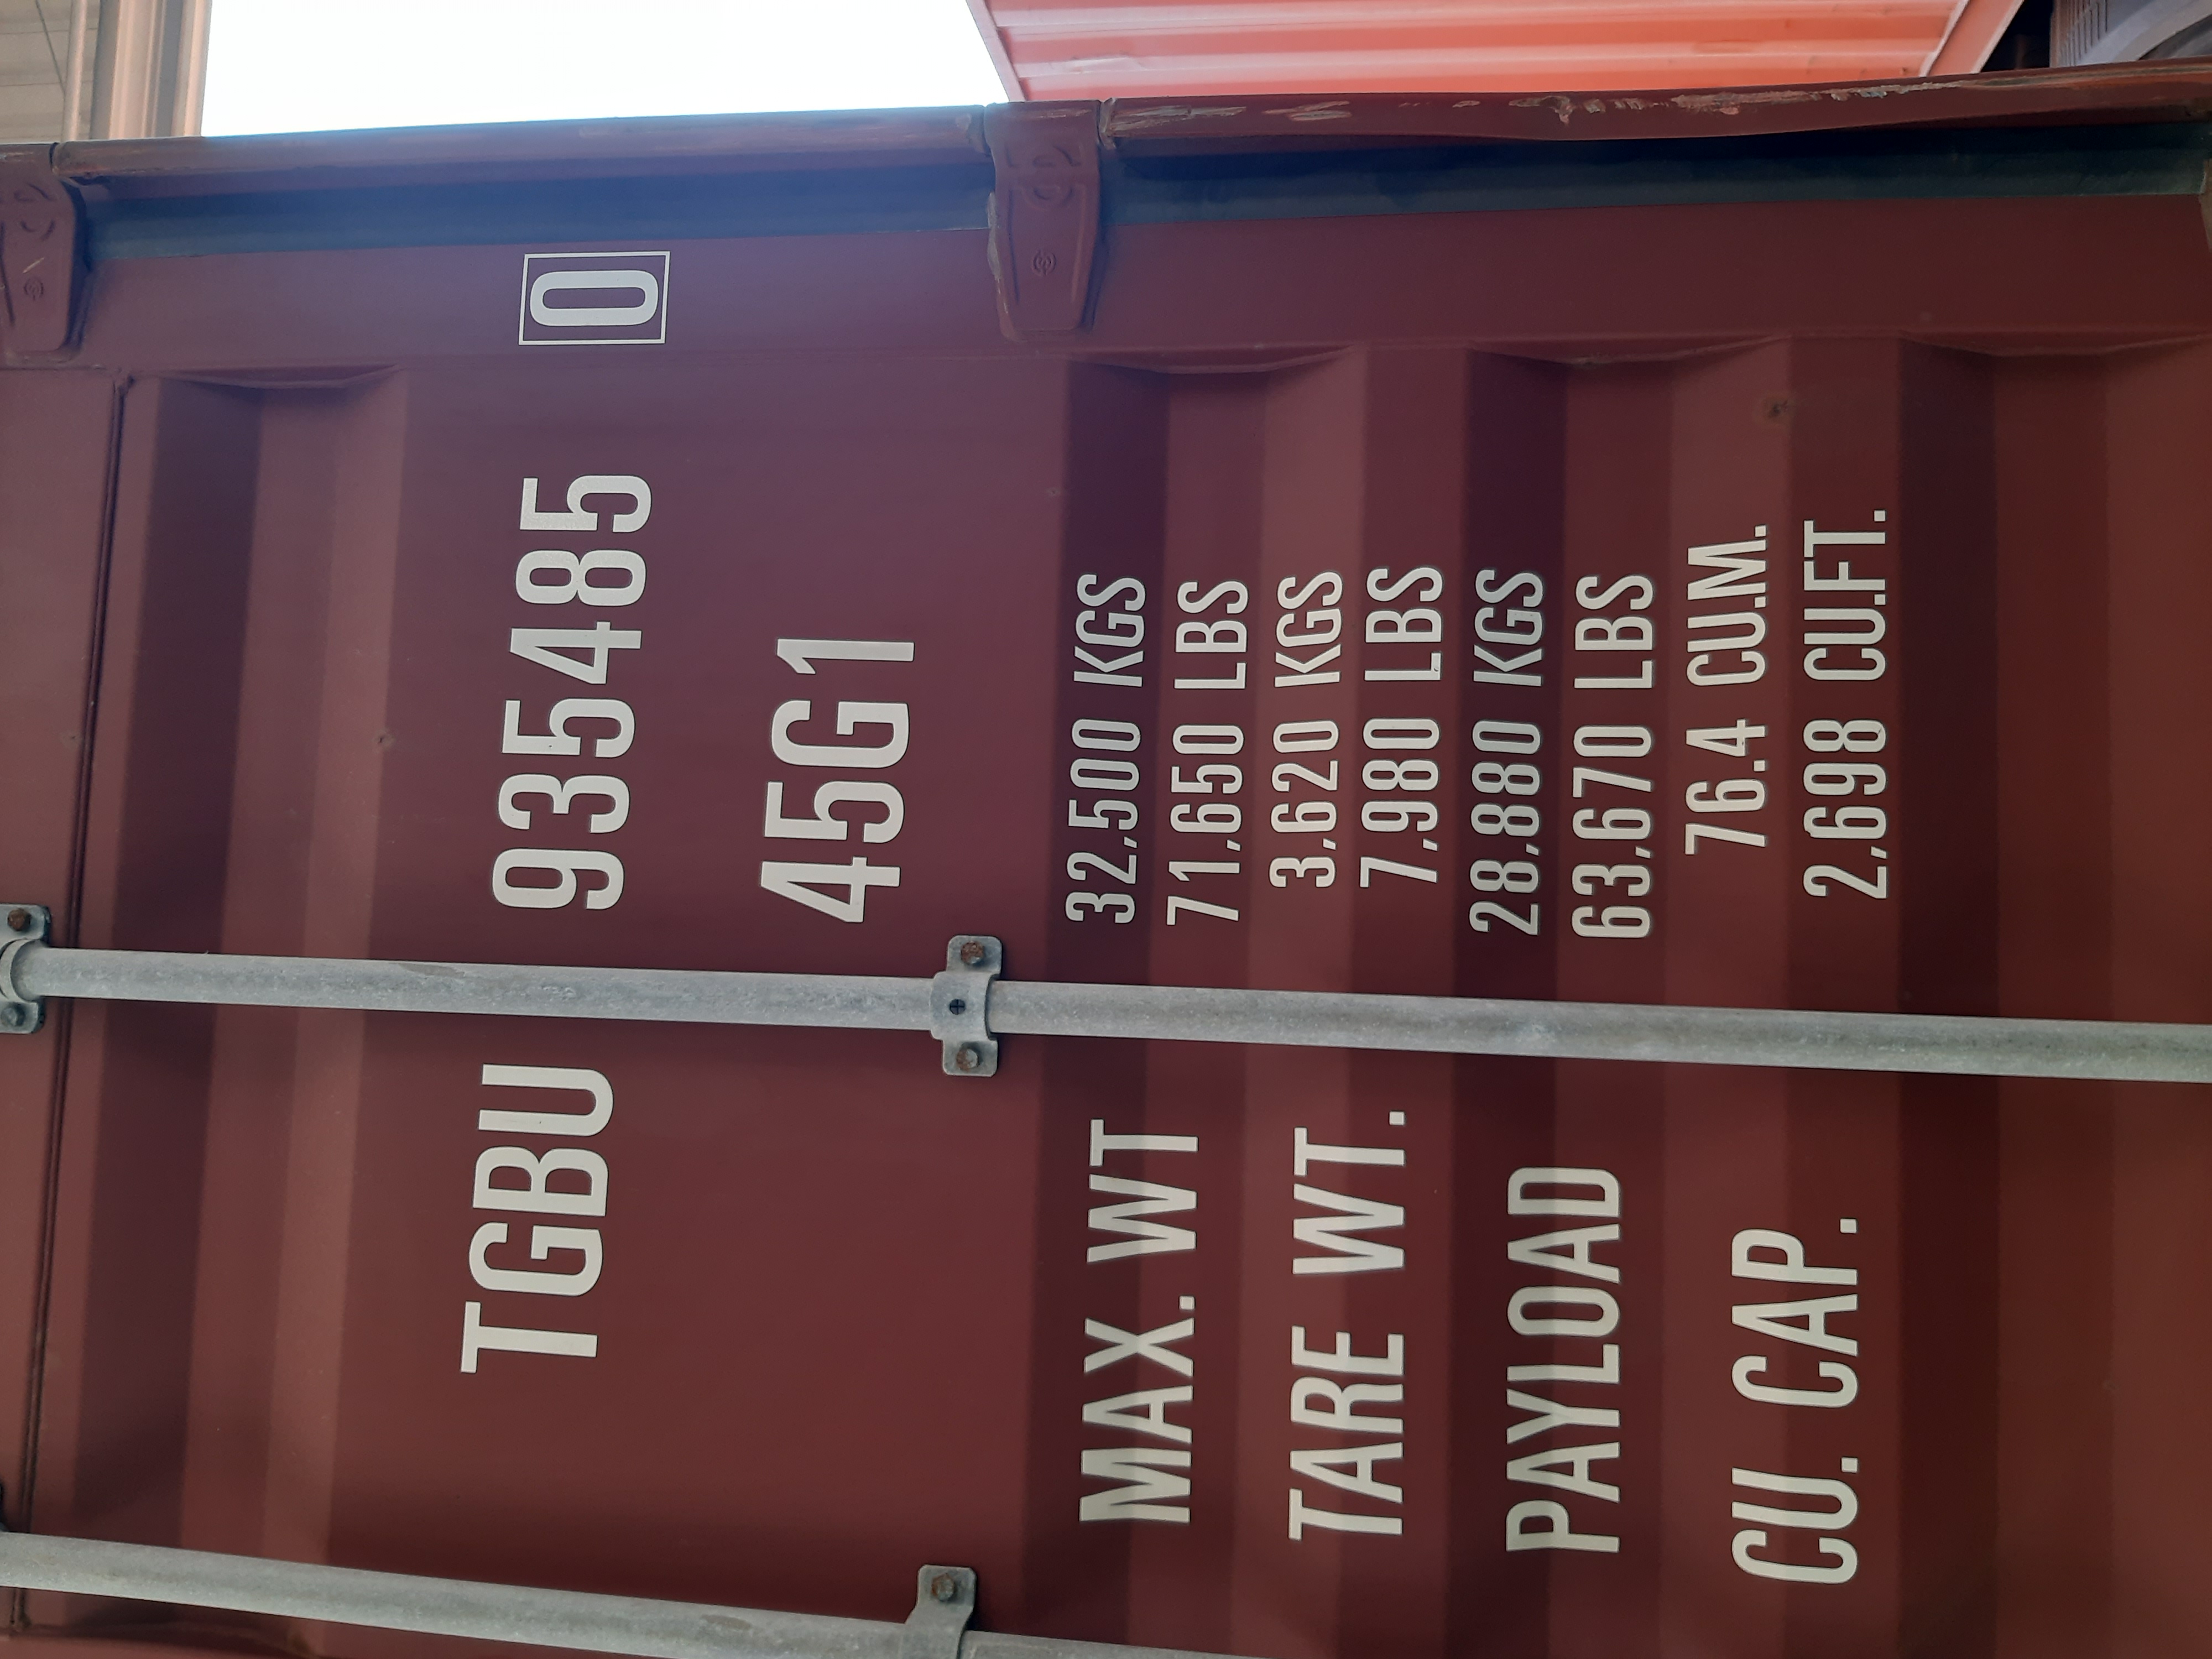 TGBU 935485 0
45G1
MAX. WT 32,500 KGS
71,650 LBS
TARE WT. 3,620 KGS
7,980 LBS
PAYLOAD 28,880 KGS
63,670 LBS
CU. CAP. 76.4 CU.M.
2,698 CU.FT.